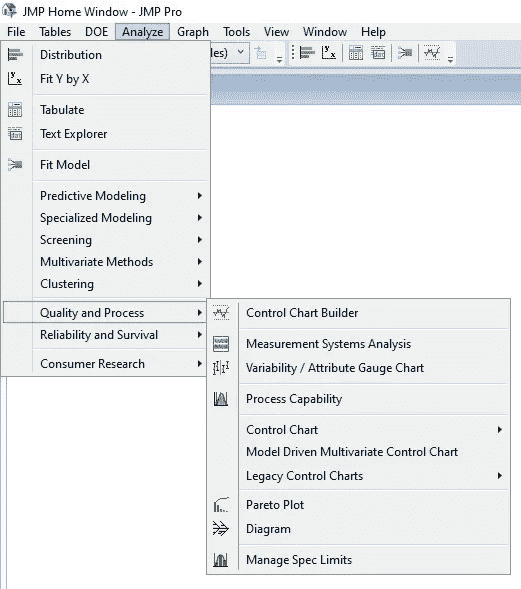 JMP Home Window - JMP Pro
File Tables DOE Analyze Graph Tools View Window Help
Distribution
les)
Fit Y by X
Tabulate
Text Explorer
Fit Model
Predictive Modeling
Specialized Modeling
Screening
Multivariate Methods
Clustering
Quality and Process
Reliability and Survival
Consumer Research
Control Chart Builder
Measurement Systems Analysis
Variability / Attribute Gauge Chart
Process Capability
Control Chart
Model Driven Multivariate Control Chart
Legacy Control Charts
Pareto Plot
Diagram
Manage Spec Limits